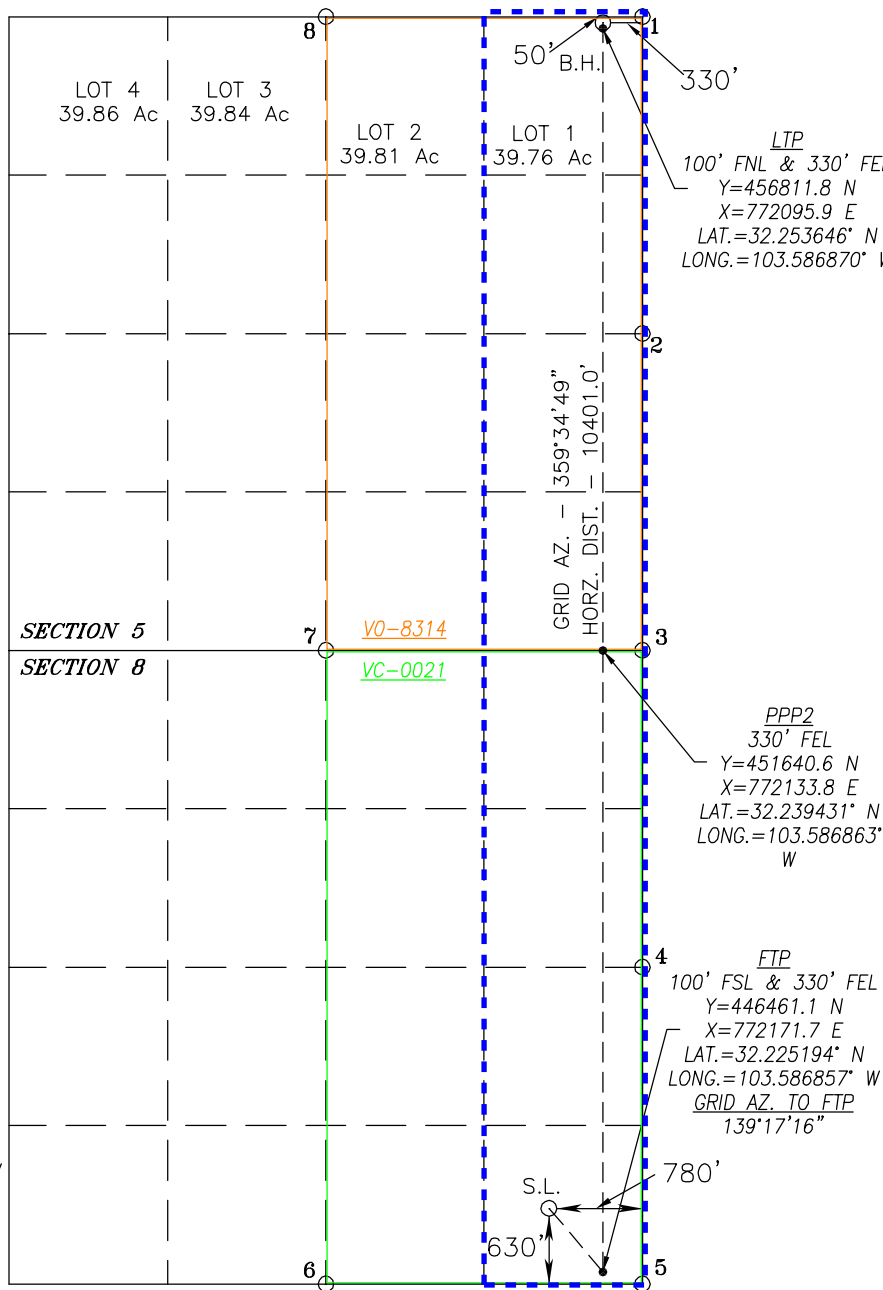 8
1
50'
B.H.
330'
LOT 4
39.86 Ac
LOT 3
39.84 Ac
LOT 2
39.81 Ac
LOT 1
39.76 Ac
LTP
100' FNL & 330' FEL
Y=456811.8 N
X=772095.9 E
LAT.=32.253646° N
LONG.=103.586870° W
2
GRID AZ. - 359°34'49"
HORZ. DIST. - 10401.0'
SECTION 5
7
VO-8314
3
SECTION 8
VC-0021
PPP2
330' FEL
Y=451640.6 N
X=772133.8 E
LAT.=32.239431° N
LONG.=103.586863°
W
4
FTP
100' FSL & 330' FEL
Y=446461.1 N
X=772171.7 E
LAT.=32.225194° N
LONG.=103.586857° W
GRID AZ. TO FTP
139°17'16"
S.L.
780'
630'
6
5